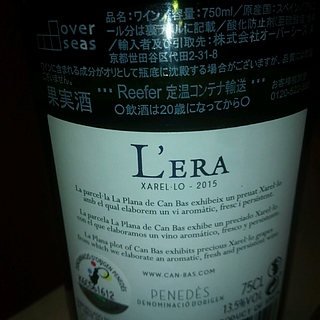 over seas
品名:ワイン/容量:750ml/原産国:スペイン/
ール分は裏ラベルに記載/酸化防止剤
/輸入者及び引取先:株式会社オーバーシーズ
京都世田谷区代田2-31-B
果実酒
••• Reefer 定温コンテナ輸送 •••
○飲酒は20歳になってから○
0120-52
L'ERA
XAREL·LO - 2015
La parcel·la La Plana de Can Bas exhibeix un preuat Xarel·lo
amb el qual elaborem un vi aromàtic, fresc i persistent.
La parcela La Plana de Can Bas exhibe un preciado Xarel·lo
con el que elaboramos un vino aromático, fresco y persistente.
La Plana plot of Can Bas exhibits precious Xarel·lo grapes
from which we elaborate an aromatic, fresh and persistent wine.
WWW.CAN-BAS.COM
PENEDÈS
DENOMINACIÓ D'ORIGEN
75Cl
13.5%VOL
PRODUCT OF